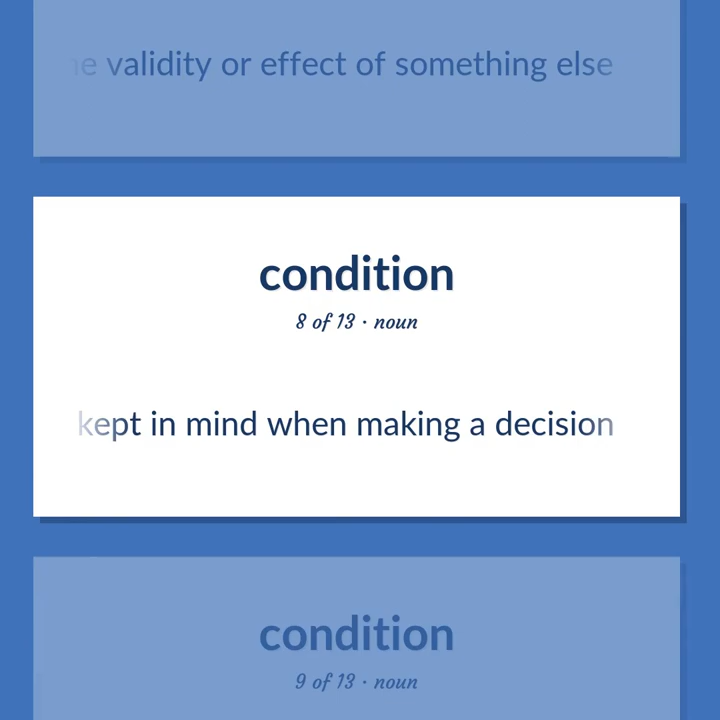 validity or effect of something else
condition
8 of 13 · noun
kept in mind when making a decision
condition
9 of 13 · noun